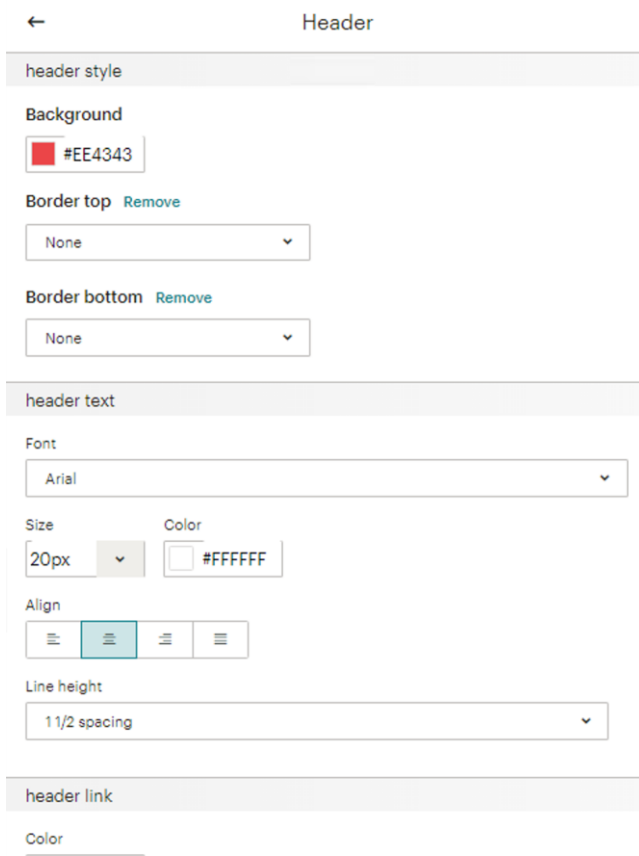 Header
header style
Background
#EE4343
Border top Remove
None
Border bottom Remove
None
header text
Font
Arial
Size Color
20px #FFFFFF
Align
Line height
1 1/2 spacing
header link
Color